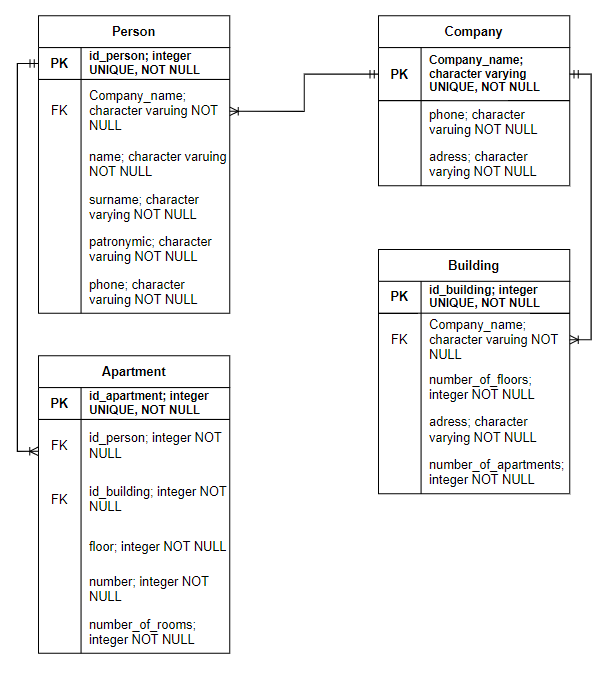 Person
PK
id_person; integer
UNIQUE, NOT NULL
FK
Company_name;
character varuing NOT
NULL
name; character varuing
NOT NULL
surname; character
varying NOT NULL
patronymic; character
varuing NOT NULL
phone; character
varuing NOT NULL
Company
PK
Company_name;
character varying
UNIQUE, NOT NULL
phone; character
varuing NOT NULL
adress; character
varying NOT NULL
Building
PK
id_building; integer
UNIQUE, NOT NULL
FK
Company_name;
character varuing NOT
NULL
number_of_floors;
integer NOT NULL
adress; character
varying NOT NULL
number_of_apartments;
integer NOT NULL
Apartment
PK
id_apartment; integer
UNIQUE, NOT NULL
FK
id_person; integer NOT
NULL
FK
id_building; integer NOT
NULL
floor; integer NOT NULL
number; integer NOT
NULL
number_of_rooms;
integer NOT NULL